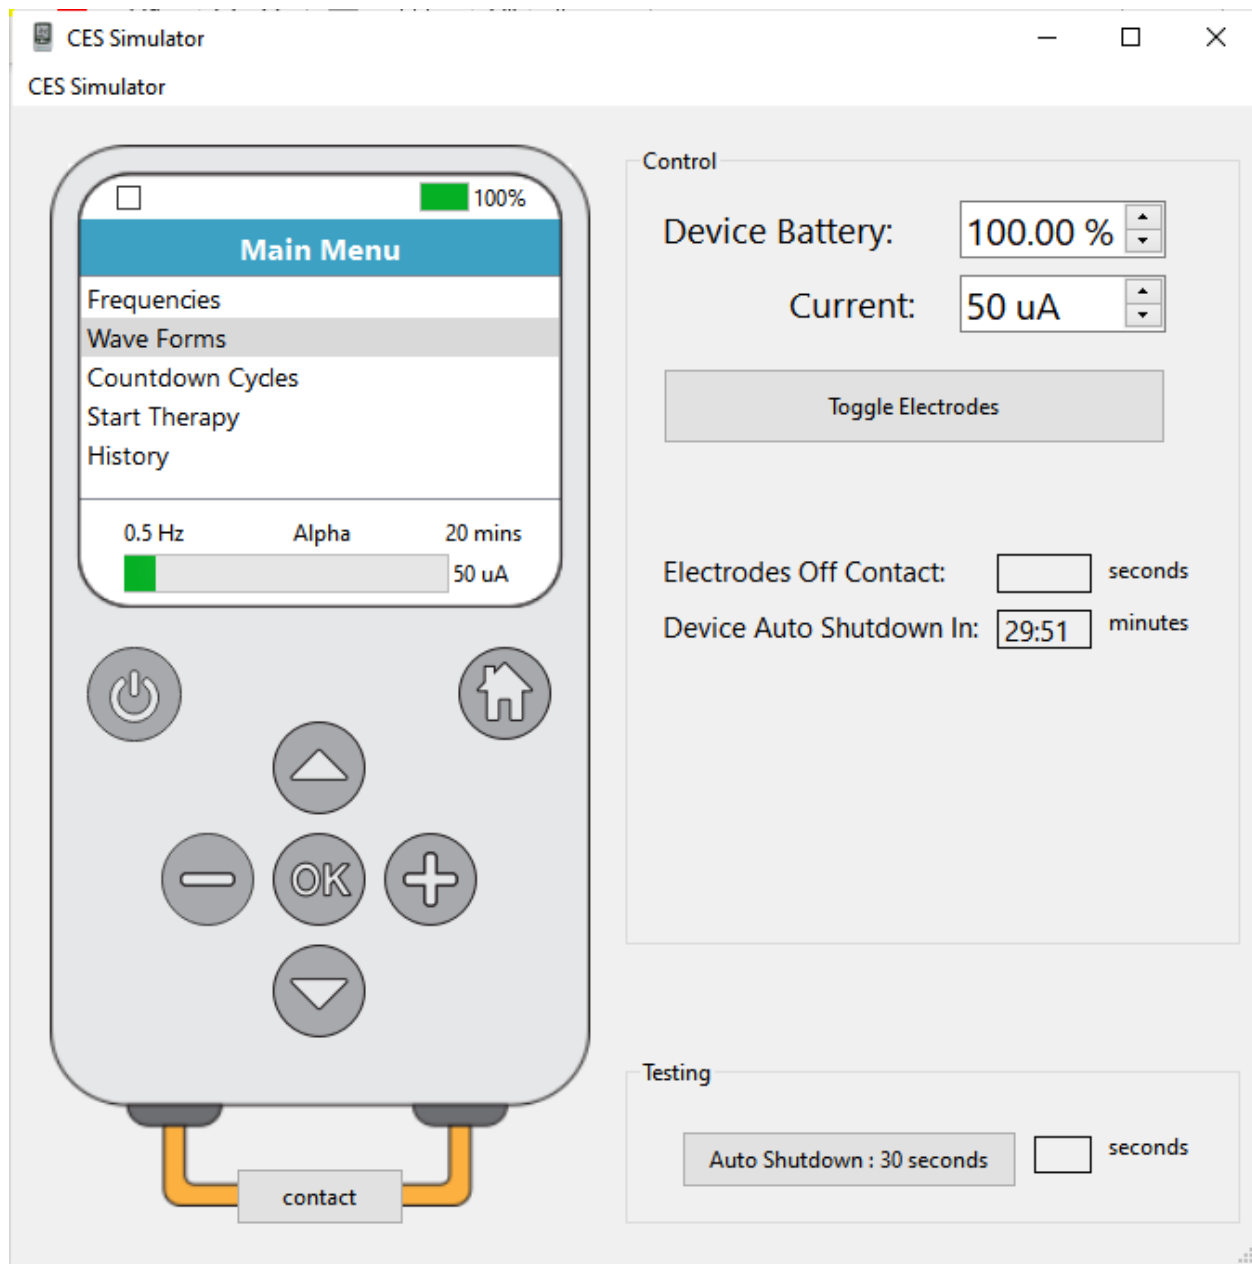 CES Simulator
CES Simulator
100%
Main Menu
Frequencies
Wave Forms
Countdown Cycles
Start Therapy
History
0.5 Hz Alpha 20 mins
50 uA
OK
contact
Control
Device Battery: 100.00 %
Current: 50 uA
Toggle Electrodes
Electrodes Off Contact: seconds
Device Auto Shutdown In: 29:51 minutes
Testing
Auto Shutdown : 30 seconds seconds